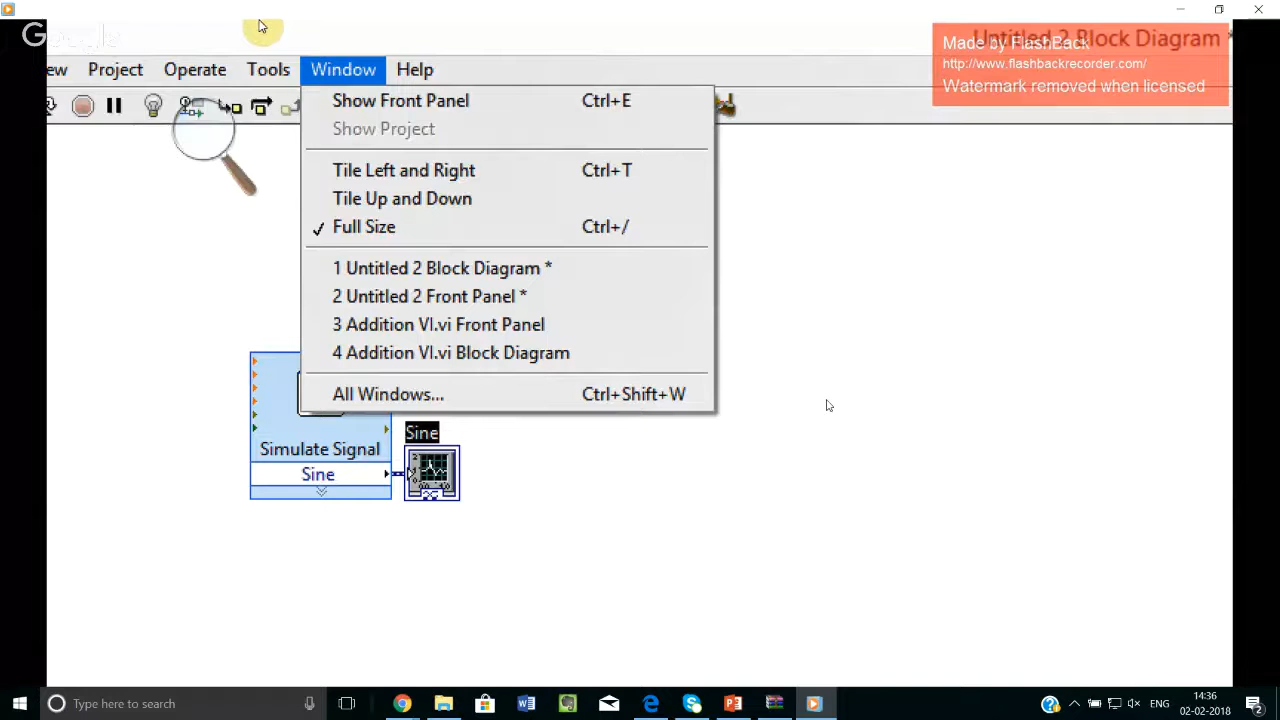 Google
Untitled 2 Block Diagram *
Made by FlashBack
http://www.flashbackrecorder.com/
Watermark removed when licensed
ew Project Operate Tools Window Help
Show Front Panel Ctrl+E
Show Project
Tile Left and Right Ctrl+T
Tile Up and Down
✓ Full Size Ctrl+/
1 Untitled 2 Block Diagram *
2 Untitled 2 Front Panel *
3 Addition VI.vi Front Panel
4 Addition VI.vi Block Diagram
All Windows... Ctrl+Shift+W
Sine
Simulate Signal
Sine
Type here to search
ENG
14:36
02-02-2018
2